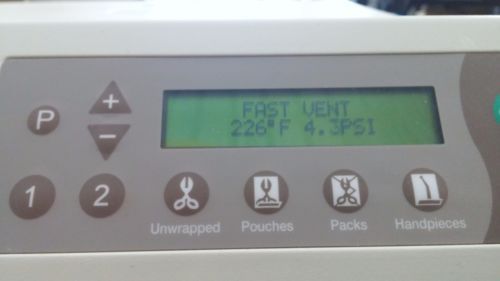 FAST VENT
226°F 4.3PSI
P
+
-
1
2
Unwrapped
Pouches
Packs
Handpieces